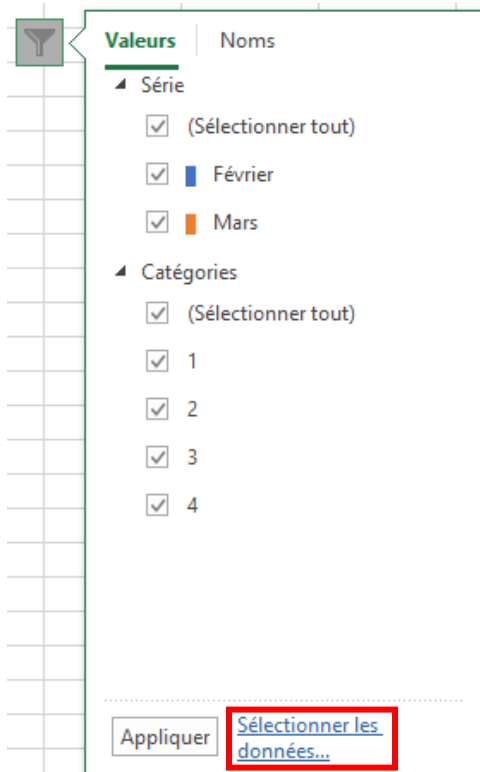 Valeurs Noms
Série
(Sélectionner tout)
Février
Mars
Catégories
(Sélectionner tout)
1
2
3
4
Appliquer
Sélectionner les
données...